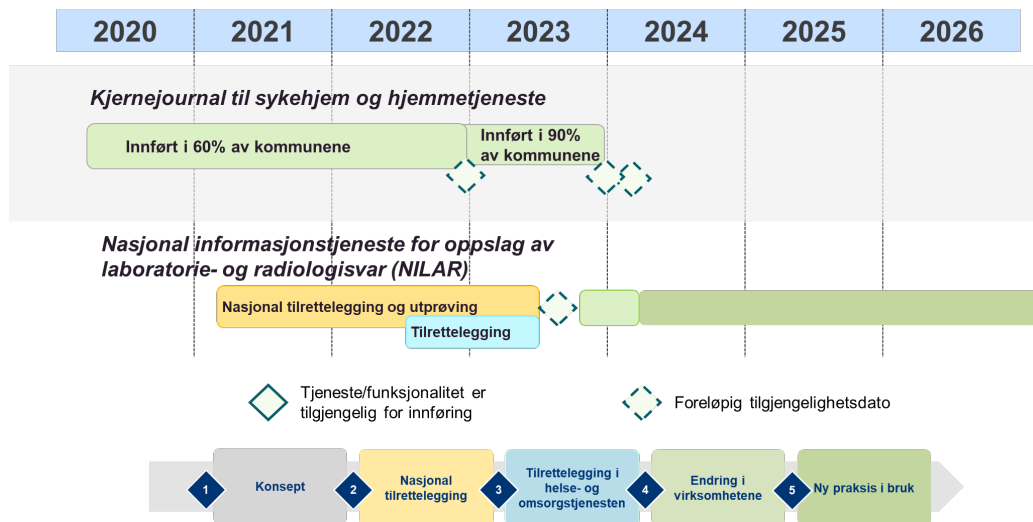 2020 2021 2022 2023 2024 2025 2026
Kjernejournal til sykehjem og hjemmetjeneste
Innført i 60% av kommunene
Innført i 90%
av kommunene
Nasjonal informasjonstjeneste for oppslag av
laboratorie- og radiologisvar (NILAR)
Nasjonal tilrettelegging og utprøving
Tilrettelegging
Tjeneste/funksjonalitet er
tilgjengelig for innføring
Foreløpig tilgjengelighetsdato
1
Konsept
2
Nasjonal
tilrettelegging
3
Tilrettelegging i
helse- og
omsorgstjenesten
4
Endring i
virksomhetene
5
Ny praksis i bruk